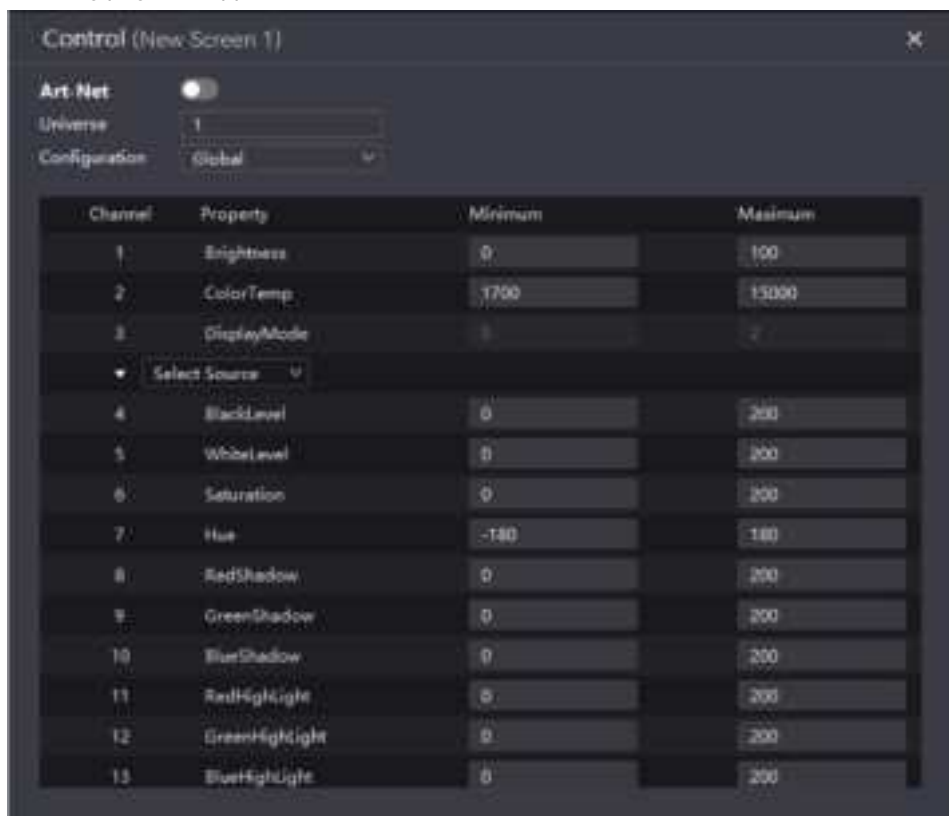 Control (New Screen 1)
Art-Net
Universe 1
Configuration Global
Channel Property Minimum Maximum
1 Brightness 0 100
2 ColorTemp 1700 15000
3 DisplayMode 2
Select Source
4 BlackLevel 0 200
5 WhiteLevel 0 200
6 Saturation 0 200
7 Hue -180 180
8 RedShadow 0 200
9 GreenShadow 0 200
10 BlueShadow 0 200
11 RedHighLight 0 200
12 GreenHighLight 0 200
13 BlueHighLight 0 200